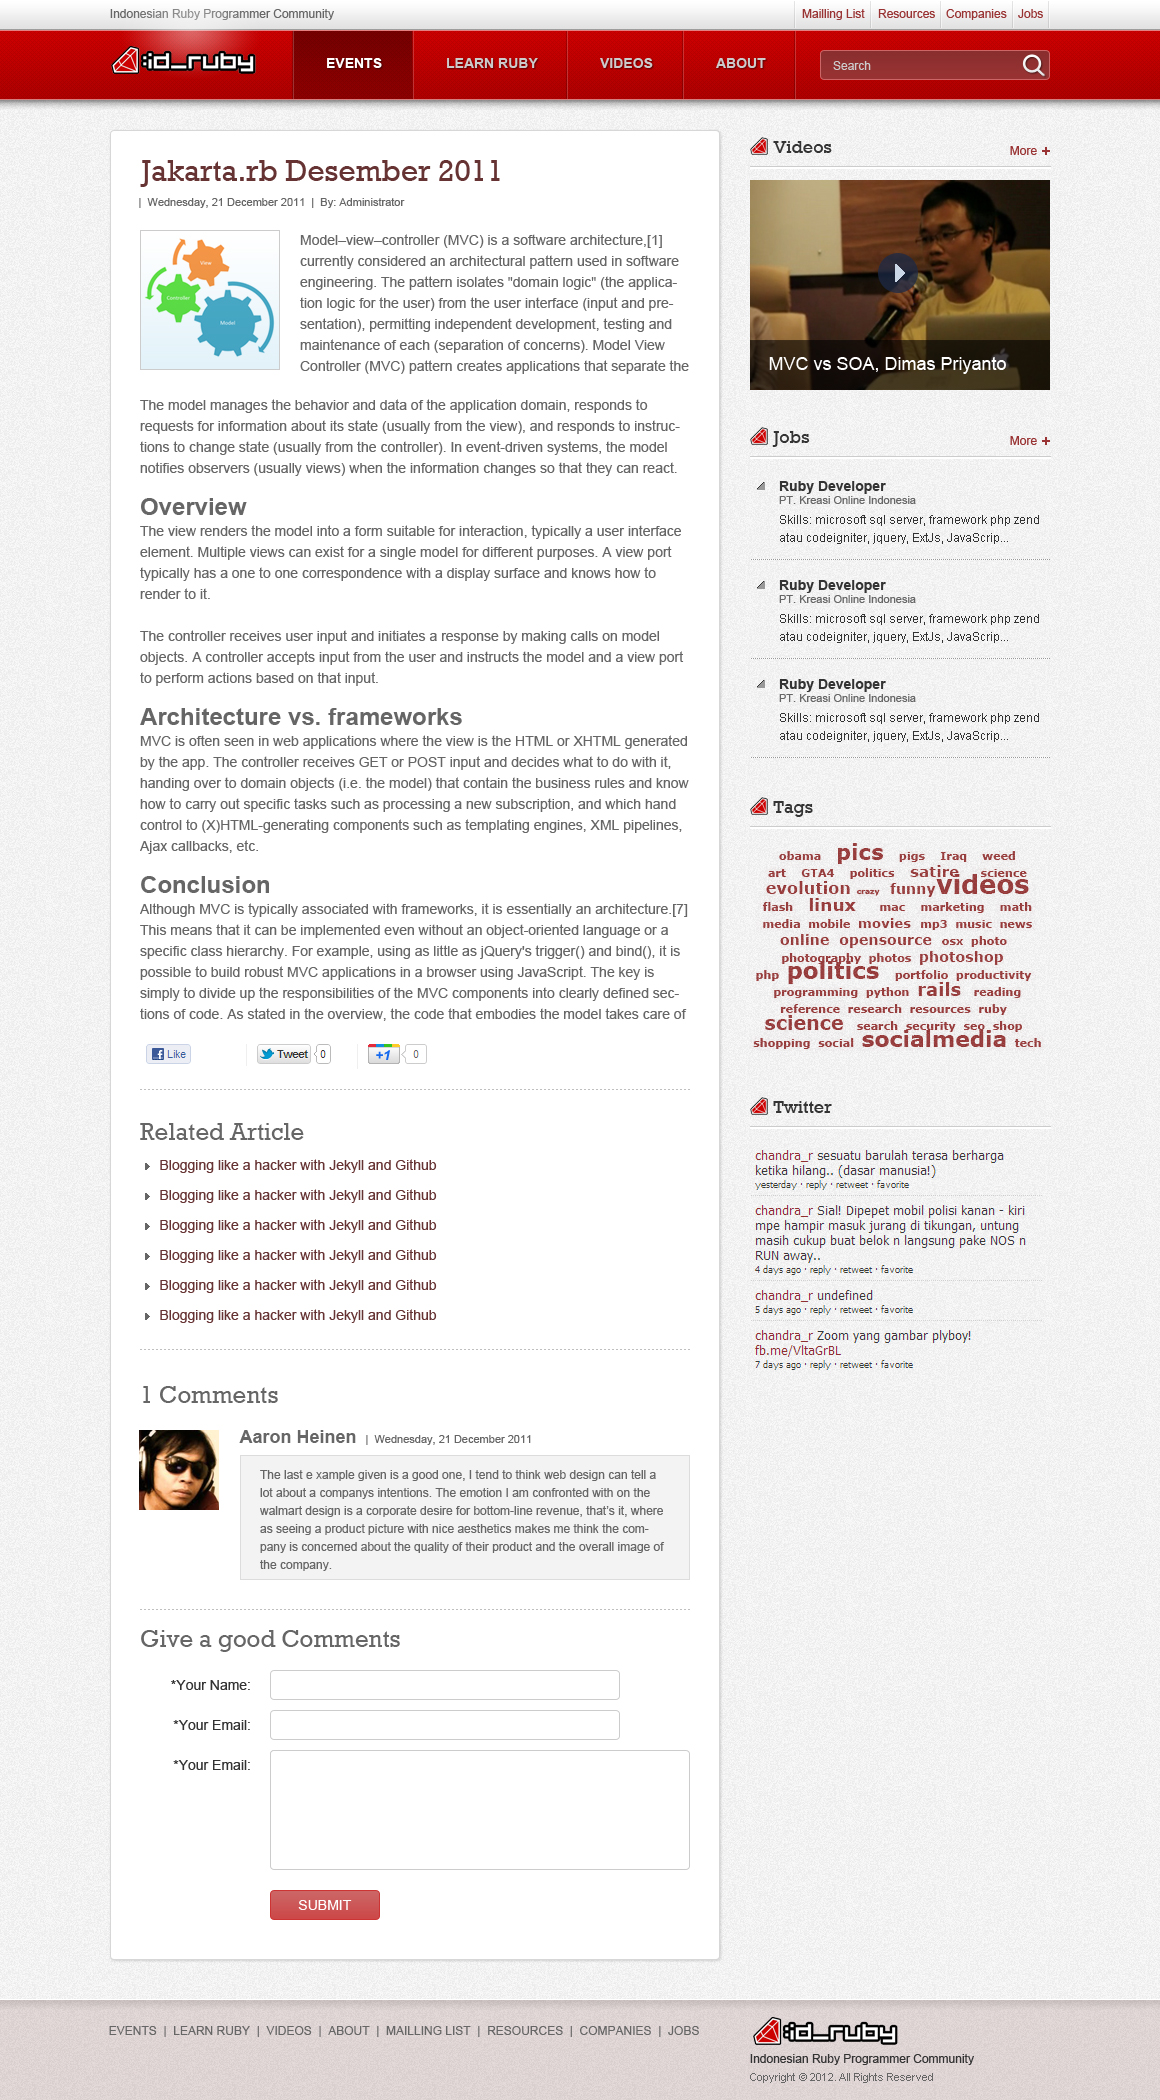 Indonesian Ruby Programmer Community
Mailling List Resources Companies Jobs
:id_ruby
EVENTS LEARN RUBY VIDEOS ABOUT
Search
Jakarta.rb Desember 2011
| Wednesday, 21 December 2011 | By: Administrator
View
Controller
Model
Model–view–controller (MVC) is a software architecture,[1]
currently considered an architectural pattern used in software
engineering. The pattern isolates "domain logic" (the applica-
tion logic for the user) from the user interface (input and pre-
sentation), permitting independent development, testing and
maintenance of each (separation of concerns). Model View
Controller (MVC) pattern creates applications that separate the
The model manages the behavior and data of the application domain, responds to
requests for information about its state (usually from the view), and responds to instruc-
tions to change state (usually from the controller). In event-driven systems, the model
notifies observers (usually views) when the information changes so that they can react.
Overview
The view renders the model into a form suitable for interaction, typically a user interface
element. Multiple views can exist for a single model for different purposes. A view port
typically has a one to one correspondence with a display surface and knows how to
render to it.
The controller receives user input and initiates a response by making calls on model
objects. A controller accepts input from the user and instructs the model and a view port
to perform actions based on that input.
Architecture vs. frameworks
MVC is often seen in web applications where the view is the HTML or XHTML generated
by the app. The controller receives GET or POST input and decides what to do with it,
handing over to domain objects (i.e. the model) that contain the business rules and know
how to carry out specific tasks such as processing a new subscription, and which hand
control to (X)HTML-generating components such as templating engines, XML pipelines,
Ajax callbacks, etc.
Conclusion
Although MVC is typically associated with frameworks, it is essentially an architecture.[7]
This means that it can be implemented even without an object-oriented language or a
specific class hierarchy. For example, using as little as jQuery's trigger() and bind(), it is
possible to build robust MVC applications in a browser using JavaScript. The key is
simply to divide up the responsibilities of the MVC components into clearly defined sec-
tions of code. As stated in the overview, the code that embodies the model takes care of
Like Tweet 0 +1 0
Related Article
Blogging like a hacker with Jekyll and Github
Blogging like a hacker with Jekyll and Github
Blogging like a hacker with Jekyll and Github
Blogging like a hacker with Jekyll and Github
Blogging like a hacker with Jekyll and Github
Blogging like a hacker with Jekyll and Github
1 Comments
Aaron Heinen | Wednesday, 21 December 2011
The last e xample given is a good one, I tend to think web design can tell a
lot about a companys intentions. The emotion I am confronted with on the
walmart design is a corporate desire for bottom-line revenue, that's it, where
as seeing a product picture with nice aesthetics makes me think the com-
pany is concerned about the quality of their product and the overall image of
the company.
Give a good Comments
*Your Name:
*Your Email:
*Your Email:
SUBMIT
Videos
More +
MVC vs SOA, Dimas Priyanto
Jobs
More +
Ruby Developer
PT. Kreasi Online Indonesia
Skills: microsoft sql server, framework php zend
atau codeigniter, jquery, ExtJs, JavaScrip...
Ruby Developer
PT. Kreasi Online Indonesia
Skills: microsoft sql server, framework php zend
atau codeigniter, jquery, ExtJs, JavaScrip...
Ruby Developer
PT. Kreasi Online Indonesia
Skills: microsoft sql server, framework php zend
atau codeigniter, jquery, ExtJs, JavaScrip...
Tags
obama pics pigs Iraq weed
art GTA4 politics satire science
evolution crazy funny videos
flash linux mac marketing math
media mobile movies mp3 music news
online opensource osx photo
photography photos photoshop
php politics portfolio productivity
programming python rails reading
reference research resources ruby
science search security seo shop
shopping social socialmedia tech
Twitter
chandra_r sesuatu barulah terasa berharga
ketika hilang.. (dasar manusia!)
yesterday · reply · retweet · favorite
chandra_r Sial! Dipepet mobil polisi kanan - kiri
mpe hampir masuk jurang di tikungan, untung
masih cukup buat belok n langsung pake NOS n
RUN away..
4 days ago · reply · retweet · favorite
chandra_r undefined
5 days ago · reply · retweet · favorite
chandra_r Zoom yang gambar plyboy!
fb.me/VltaGrBL
7 days ago · reply · retweet · favorite
EVENTS | LEARN RUBY | VIDEOS | ABOUT | MAILLING LIST | RESOURCES | COMPANIES | JOBS
:id_ruby
Indonesian Ruby Programmer Community
Copyright © 2012. All Rights Reserved